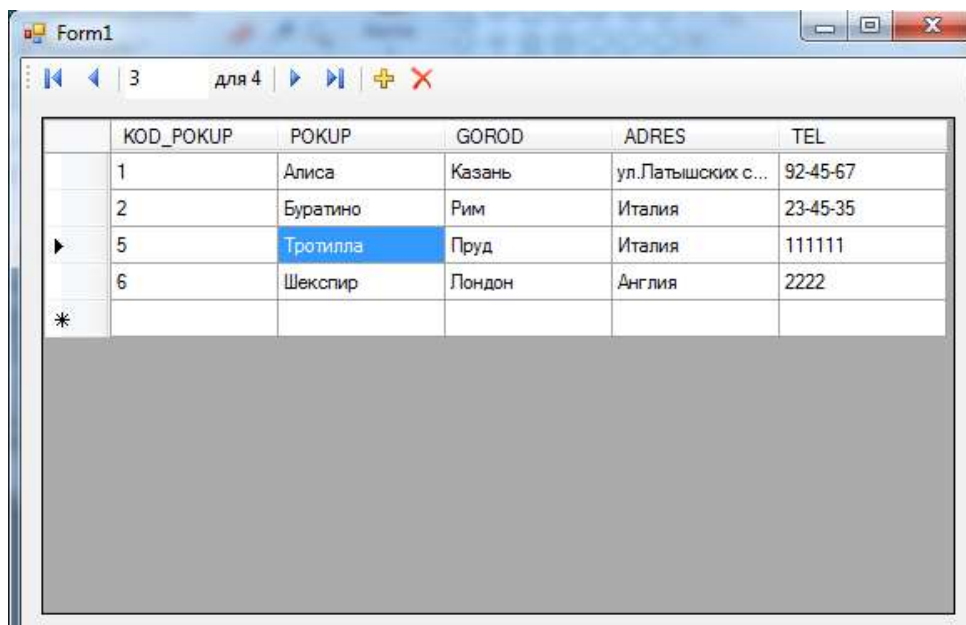 Form1
3 для 4
KOD_POKUP POKUP GOROD ADRES TEL
1 Алиса Казань ул.Латышских с... 92-45-67
2 Буратино Рим Италия 23-45-35
5 Тротилла Пруд Италия 111111
6 Шекспир Лондон Англия 2222